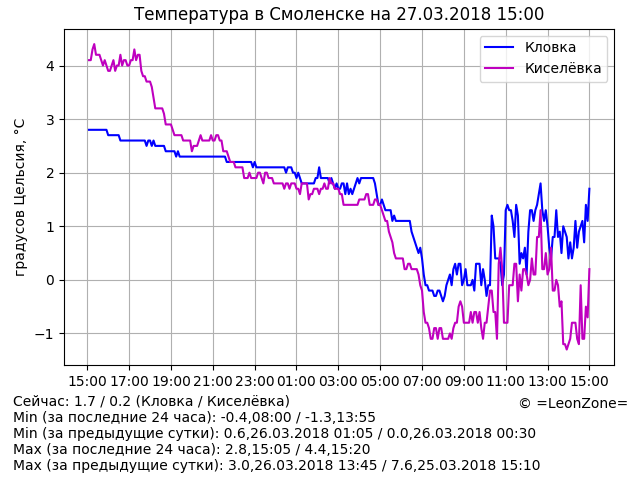 Температура в Смоленске на 27.03.2018 15:00
Кловка
Киселёвка
градусов Цельсия, °C
4
3
2
1
0
−1
15:00 17:00 19:00 21:00 23:00 01:00 03:00 05:00 07:00 09:00 11:00 13:00 15:00
Сейчас: 1.7 / 0.2 (Кловка / Киселёвка)
© =LeonZone=
Min (за последние 24 часа): -0.4,08:00 / -1.3,13:55
Min (за предыдущие сутки): 0.6,26.03.2018 01:05 / 0.0,26.03.2018 00:30
Max (за последние 24 часа): 2.8,15:05 / 4.4,15:20
Max (за предыдущие сутки): 3.0,26.03.2018 13:45 / 7.6,25.03.2018 15:10